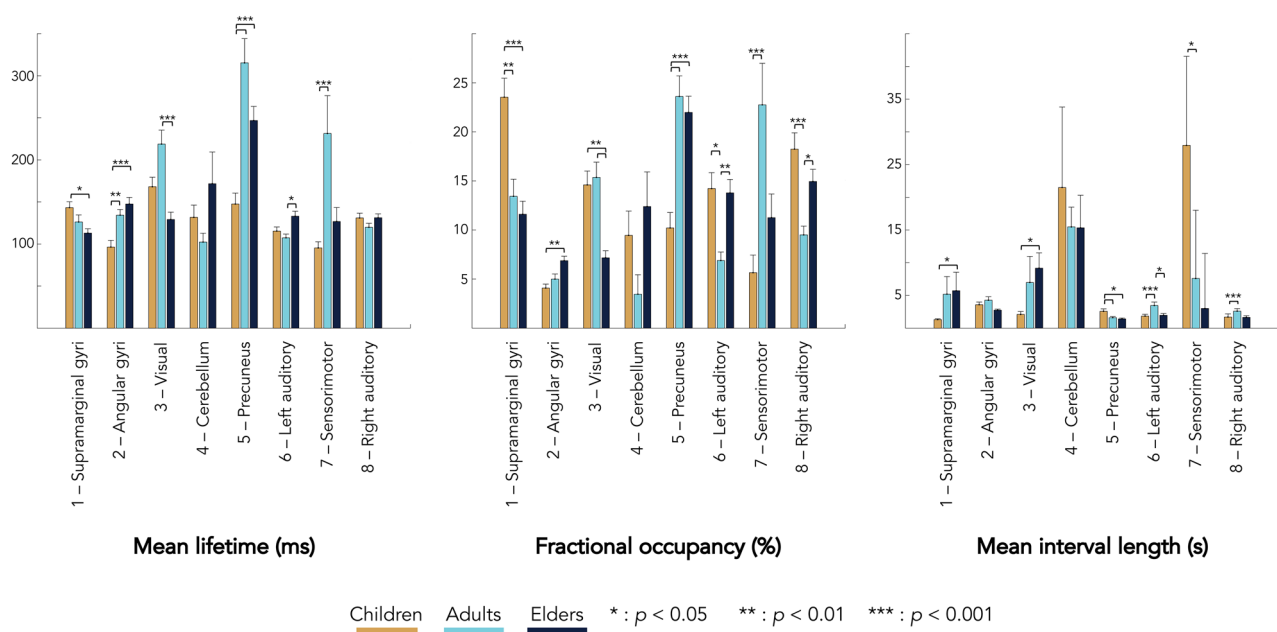 ***
***
***
***
*
**
*
300
200
100
1 – Supramarginal gyri
2 – Angular gyri
3 – Visual
4 – Cerebellum
5 – Precuneus
6 – Left auditory
7 – Sensorimotor
8 – Right auditory
Mean lifetime (ms)
***
**
**
**
***
*
**
***
***
*
25
20
15
10
5
1 – Supramarginal gyri
2 – Angular gyri
3 – Visual
4 – Cerebellum
5 – Precuneus
6 – Left auditory
7 – Sensorimotor
8 – Right auditory
Fractional occupancy (%)
*
*
*
*
***
*
***
35
25
15
5
1 – Supramarginal gyri
2 – Angular gyri
3 – Visual
4 – Cerebellum
5 – Precuneus
6 – Left auditory
7 – Sensorimotor
8 – Right auditory
Mean interval length (s)
Children Adults Elders * : p < 0.05 ** : p < 0.01 *** : p < 0.001